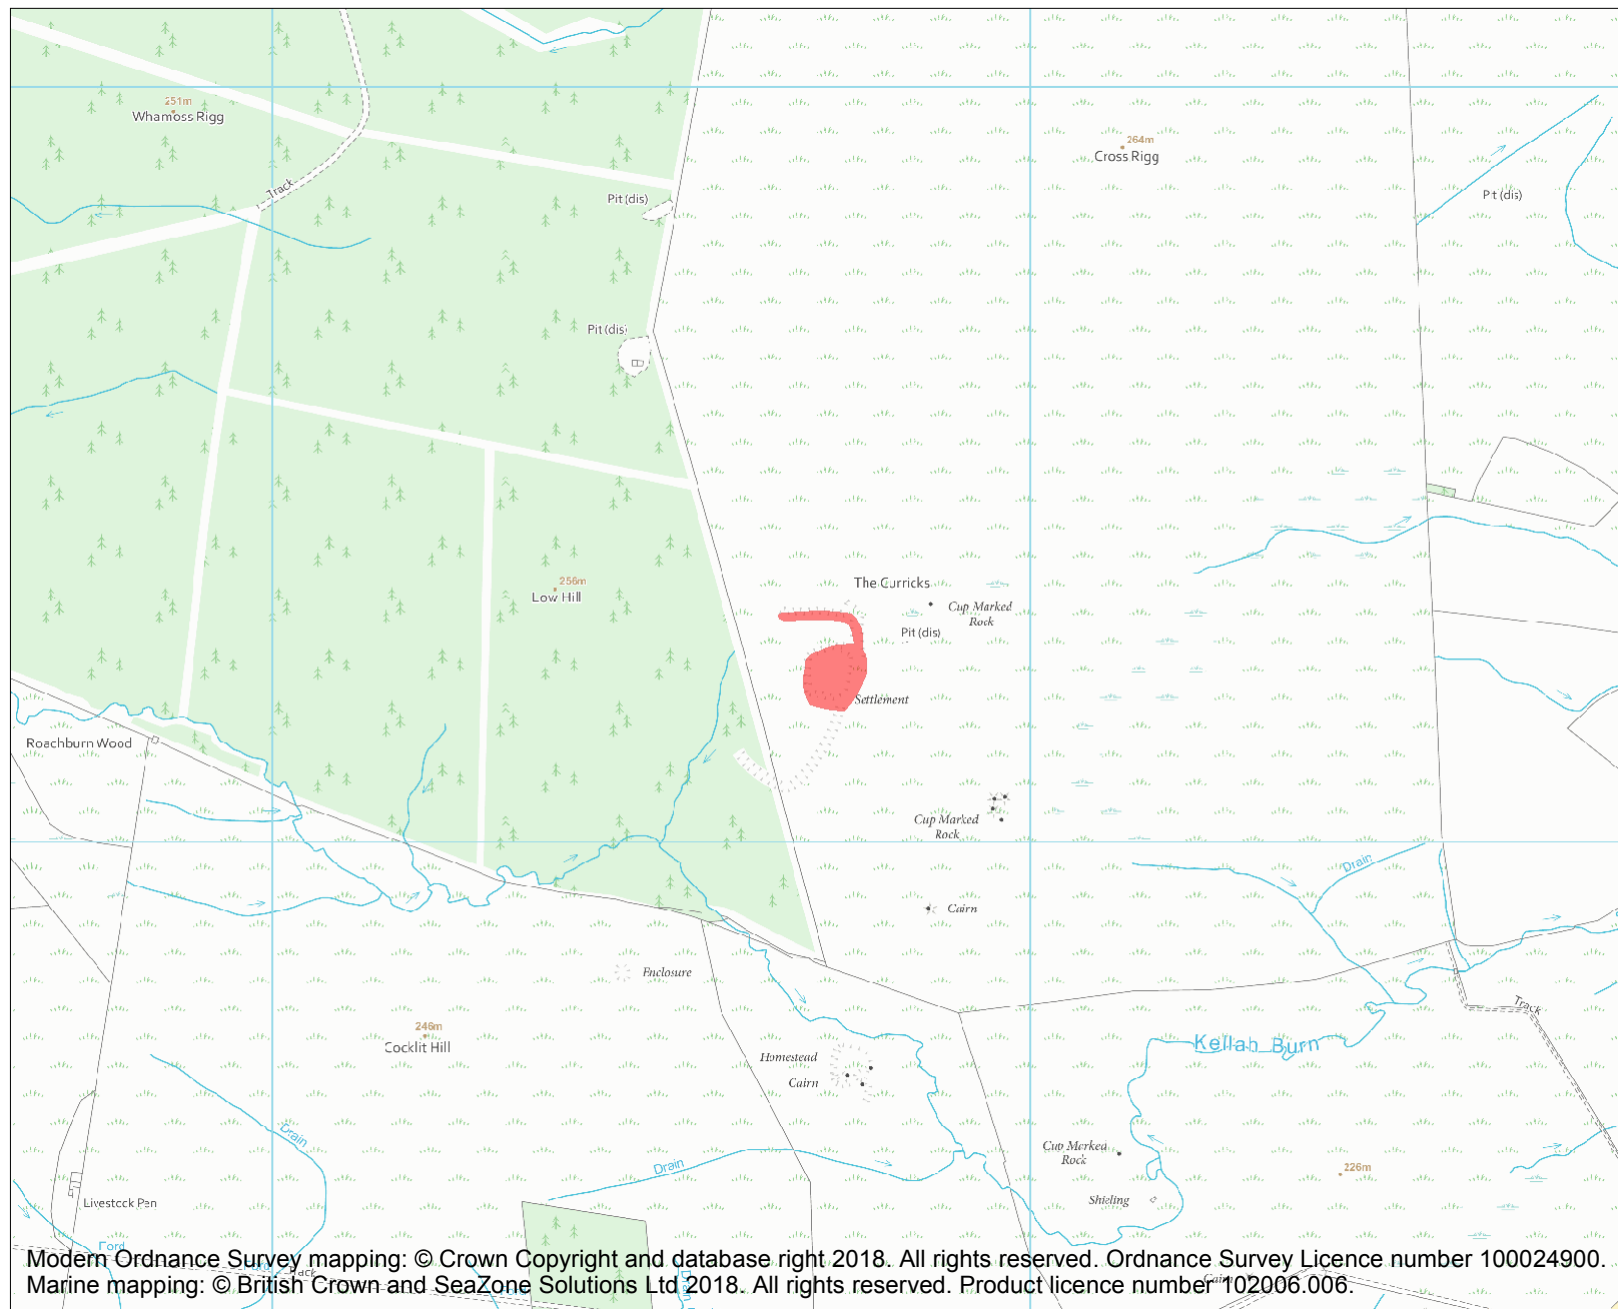 251m
Whamoss Rigg
Track
264m
Cross Rigg
Pit (dis)
Pit (dis)
Pit (dis)
256m
Low Hill
The Curricks
Cup Marked
Rock
Pit (dis)
Settlement
Roachburn Wood
Cup Marked
Rock
Drain
Cairn
Enclosure
246m
Cocklit Hill
Track
Kellah Burn
Homestead
Cairn
Drain
Drain
Cup Marked
Rock
226m
Shieling
Livestock Pen
Ford
Track
Drain
Cairn
Modern Ordnance Survey mapping: © Crown Copyright and database right 2018. All rights reserved. Ordnance Survey Licence number 100024900.
Marine mapping: © British Crown and SeaZone Solutions Ltd 2018. All rights reserved. Product licence number 102006.006.